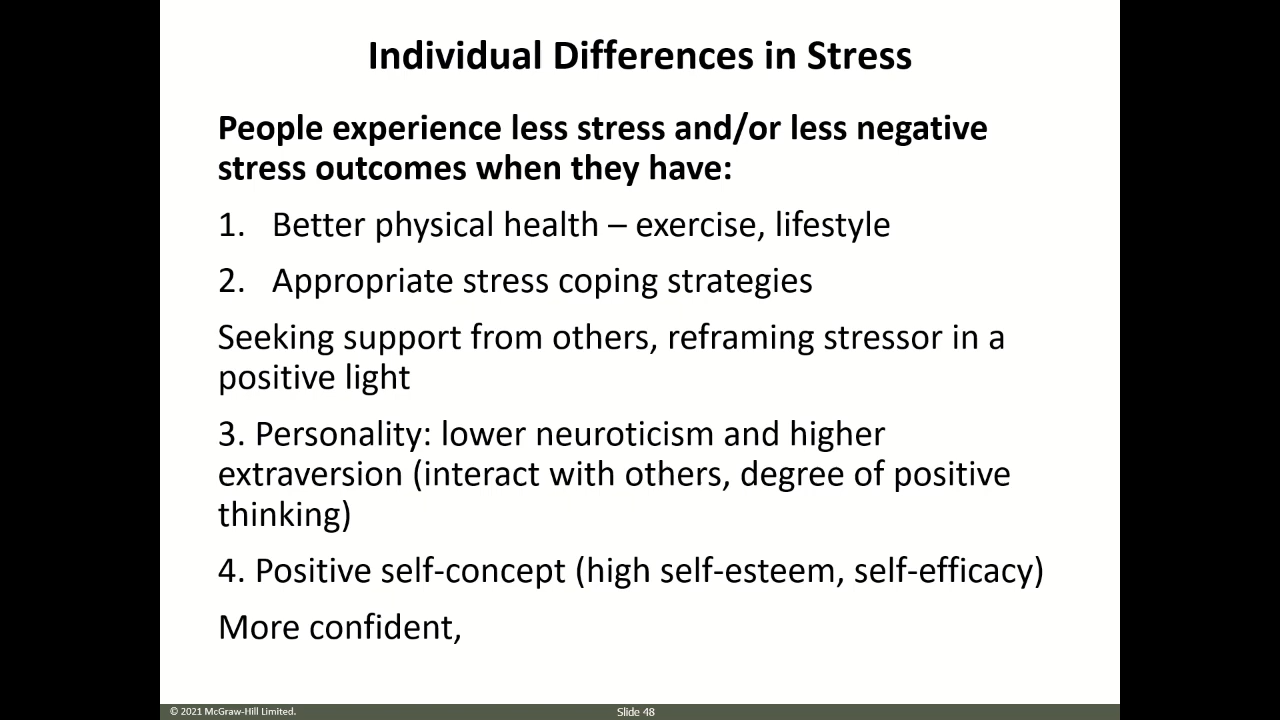 Individual Differences in Stress
People experience less stress and/or less negative
stress outcomes when they have:
1. Better physical health – exercise, lifestyle
2. Appropriate stress coping strategies
Seeking support from others, reframing stressor in a
positive light
3. Personality: lower neuroticism and higher
extraversion (interact with others, degree of positive
thinking)
4. Positive self-concept (high self-esteem, self-efficacy)
More confident,
© 2021 McGraw-Hill Limited.
Slide 48